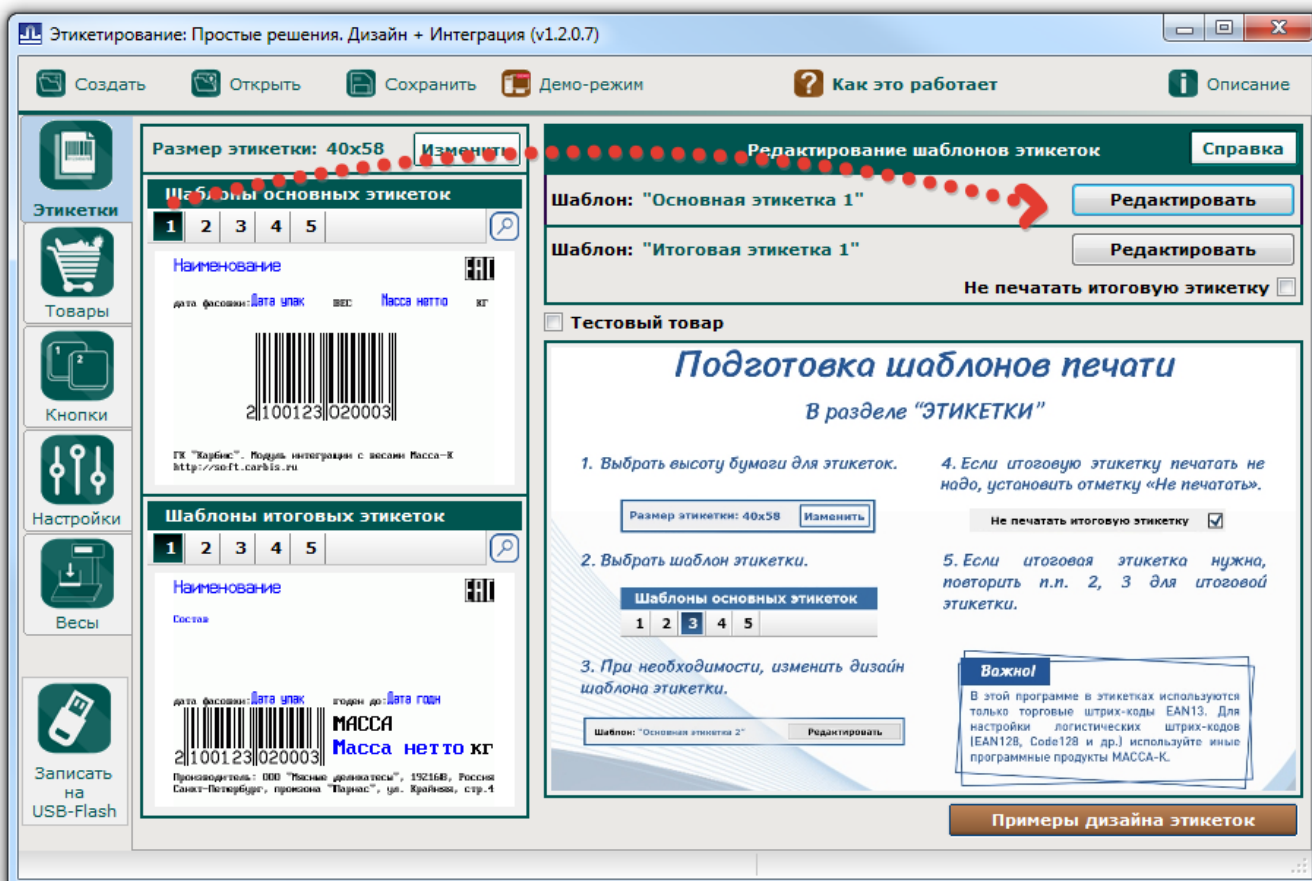 Этикетирование: Простые решения. Дизайн + Интеграция (v1.2.0.7)
Создать Открыть Сохранить Демо-режим Как это работает Описание
Этикетки
Товары
Кнопки
Настройки
Весы
Записать
на
USB-Flash
Размер этикетки: 40x58 Изменить
Шаблоны основных этикеток
1 2 3 4 5
Наименование
EAC
дата фасовки: Дата упак ВЕС Масса нетто кг
2 100123 020003
ГК "Карбис". Модуль интеграции с весами Масса-К
http://soft.carbis.ru
Шаблоны итоговых этикеток
1 2 3 4 5
Наименование
EAC
Состав
дата фасовки: Дата упак годен до: Дата годн
МАССА
Масса нетто кг
2 100123 020003
Производитель: ООО "Мясные деликатесы", 192168, Россия
Санкт-Петербург, промзона "Парнас", ул. Крайняя, стр.4
Редактирование шаблонов этикеток Справка
Шаблон: "Основная этикетка 1" Редактировать
Шаблон: "Итоговая этикетка 1" Редактировать
Не печатать итоговую этикетку
Тестовый товар
Подготовка шаблонов печати
В разделе “ЭТИКЕТКИ”
1. Выбрать высоту бумаги для этикеток.
Размер этикетки: 40x58 Изменить
2. Выбрать шаблон этикетки.
Шаблоны основных этикеток
1 2 3 4 5
3. При необходимости, изменить дизайн
шаблона этикетки.
Шаблон: "Основная этикетка 2" Редактировать
4. Если итоговую этикетку печатать не
надо, установить отметку «Не печатать».
Не печатать итоговую этикетку
5. Если итоговая этикетка нужна,
повторить п.п. 2, 3 для итоговой
этикетки.
Важно!
В этой программе в этикетках используются
только торговые штрих-коды EAN13. Для
настройки логистических штрих-кодов
(EAN128, Code128 и др.) используйте иные
программные продукты МАССА-К.
Примеры дизайна этикеток